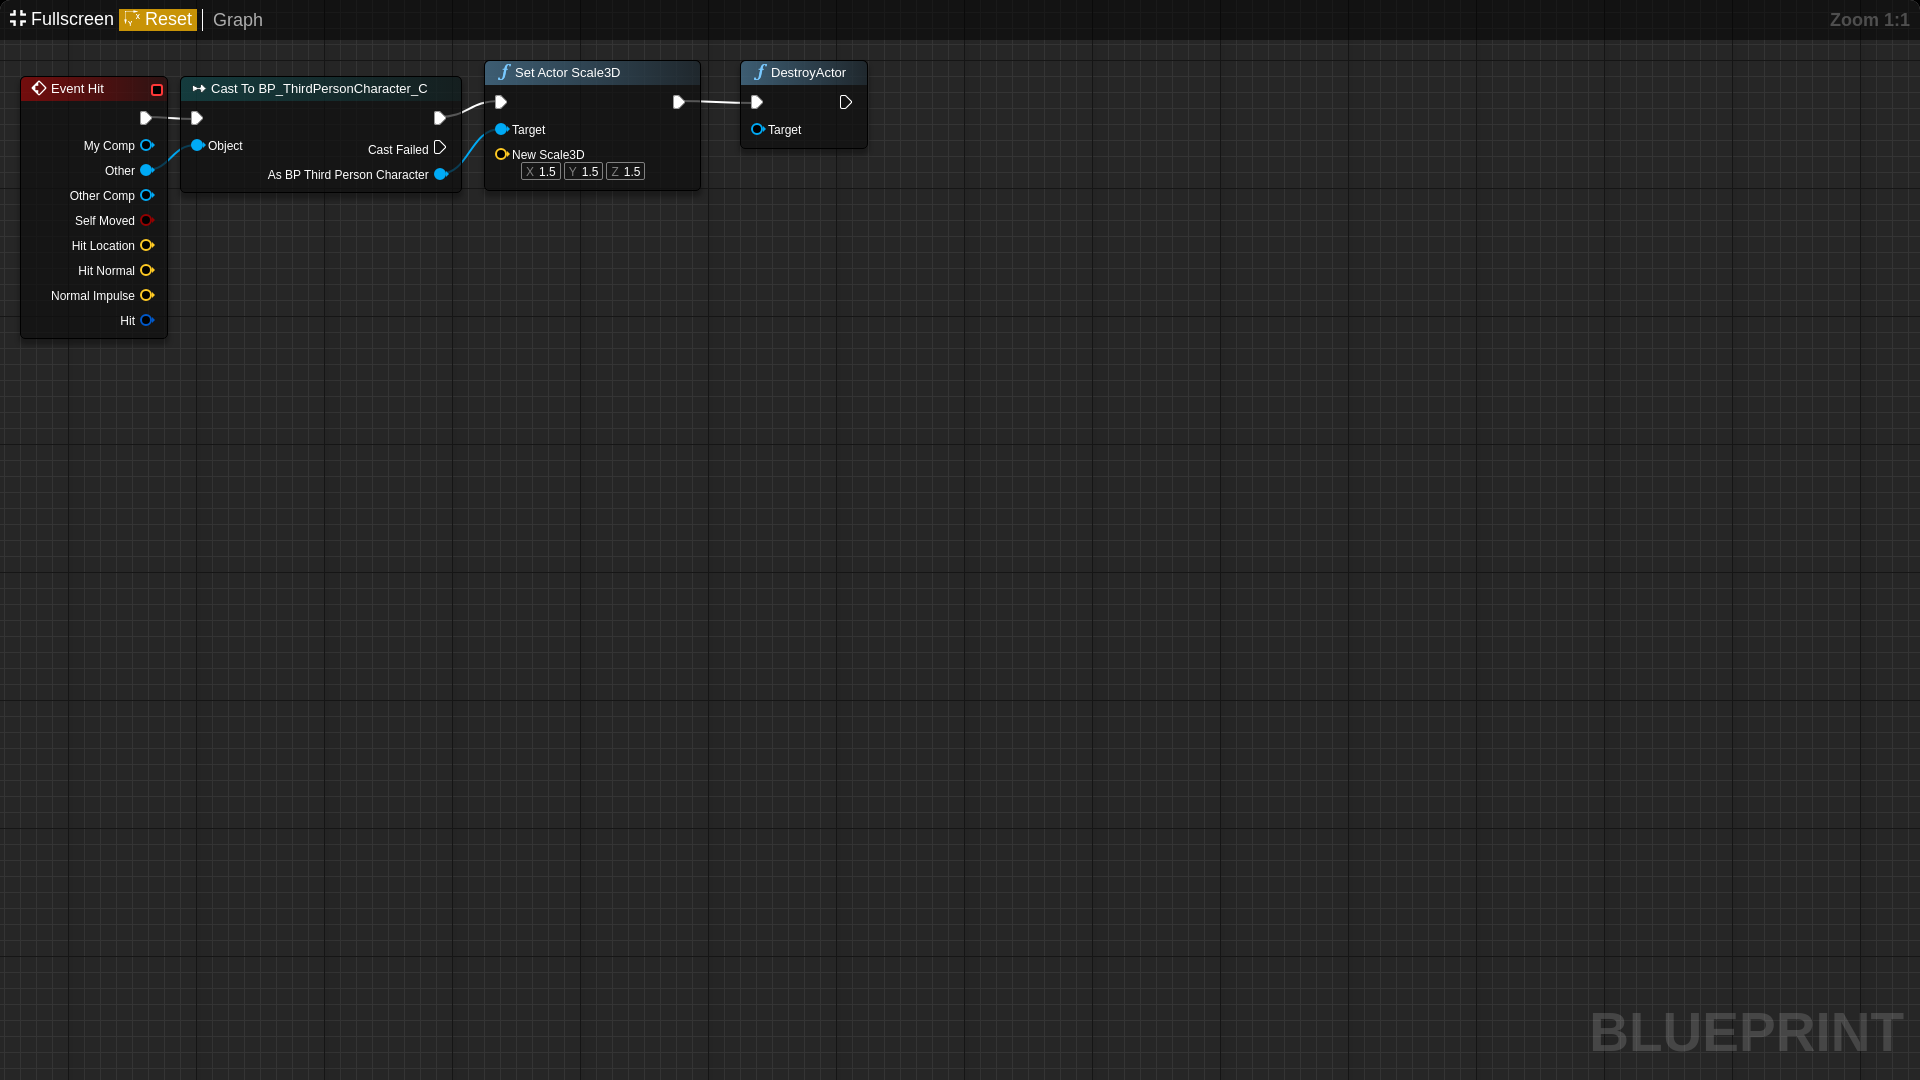 Fullscreen Reset Graph Zoom 1:1
Event Hit
My Comp
Other
Other Comp
Self Moved
Hit Location
Hit Normal
Normal Impulse
Hit
Cast To BP_ThirdPersonCharacter_C
Object
Cast Failed
As BP Third Person Character
Set Actor Scale3D
Target
New Scale3D
X 1.5 Y 1.5 Z 1.5
DestroyActor
Target
BLUEPRINT